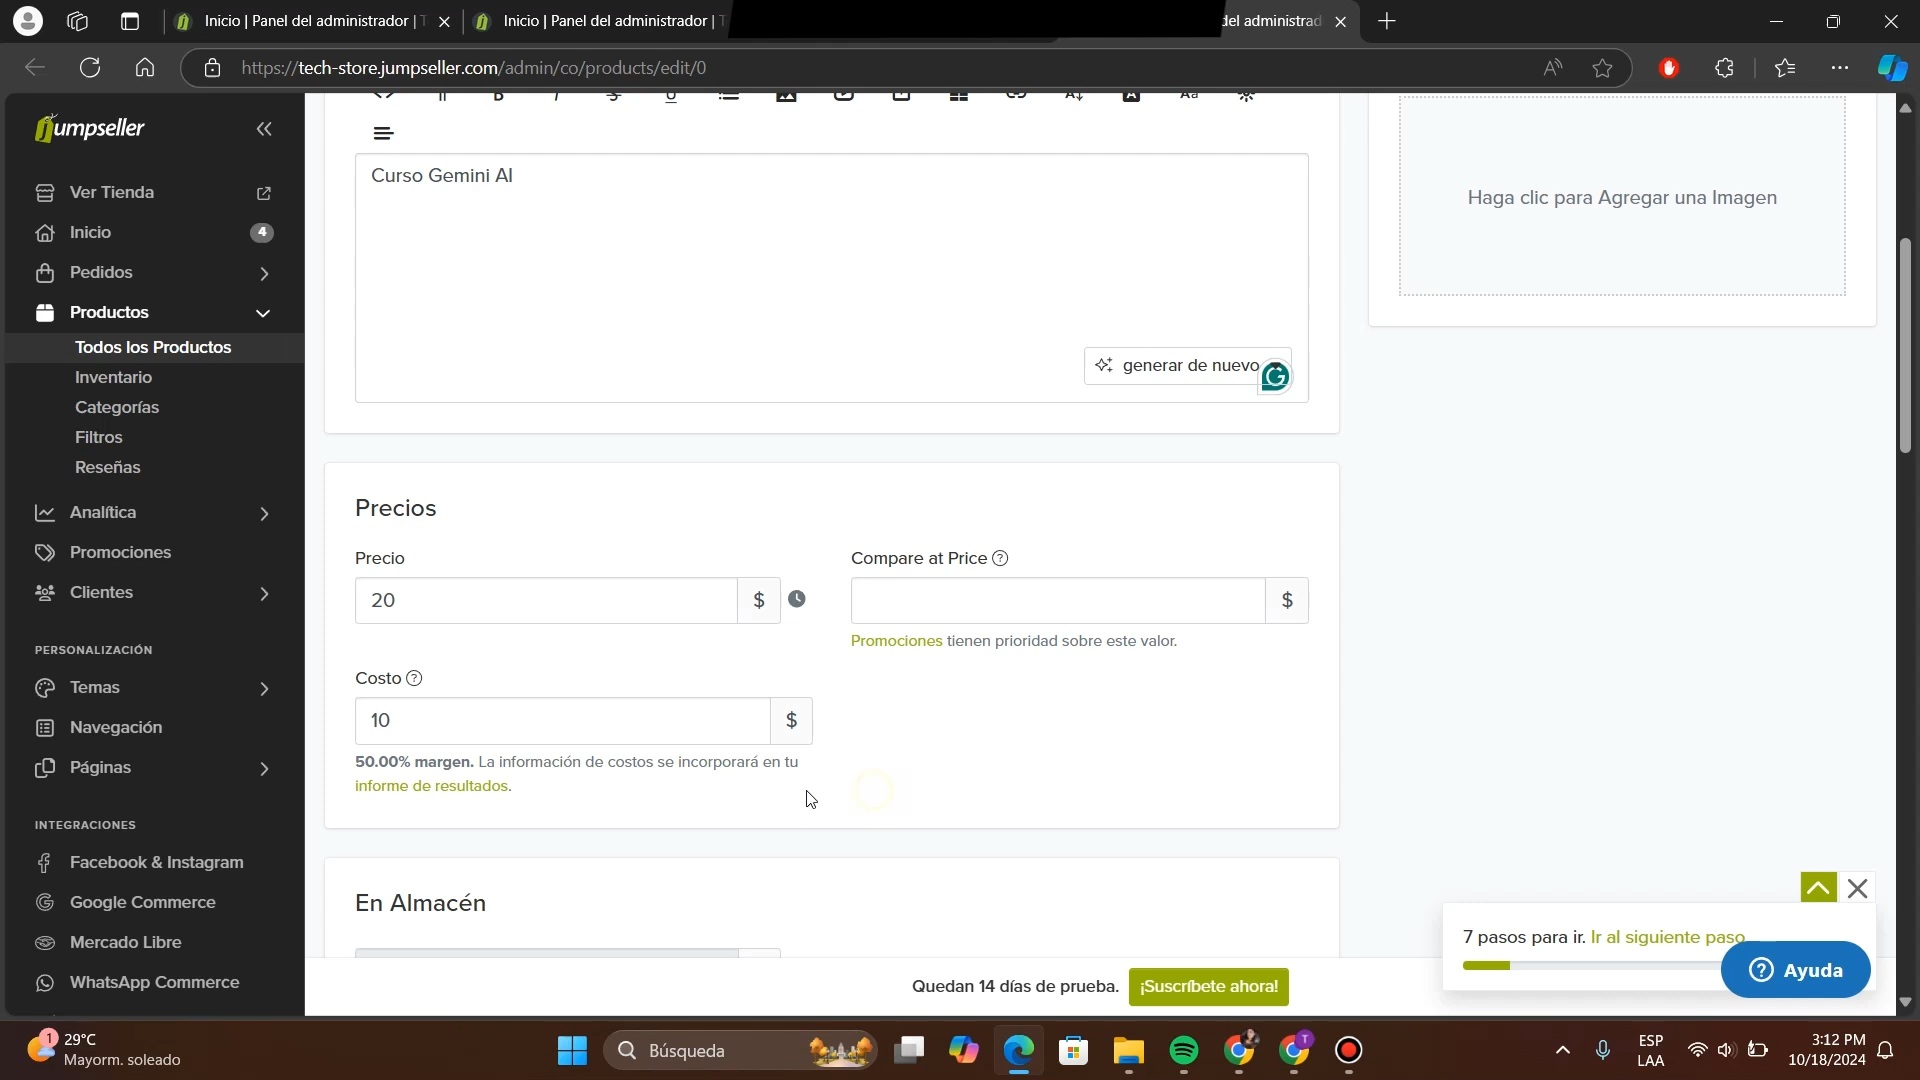 Inicio | Panel del administrador | T
Inicio | Panel del administrador | T
del administrad
https://tech-store.jumpseller.com/admin/co/products/edit/0
jumpseller
Ver Tienda
Inicio
4
Pedidos
Productos
Todos los Productos
Inventario
Categorías
Filtros
Reseñas
Analítica
Promociones
Clientes
PERSONALIZACIÓN
Temas
Navegación
Páginas
INTEGRACIONES
Facebook & Instagram
Google Commerce
Mercado Libre
WhatsApp Commerce
Curso Gemini AI
generar de nuevo
Haga clic para Agregar una Imagen
Precios
Precio
20
$
Compare at Price
$
Promociones tienen prioridad sobre este valor.
Costo
10
$
50.00% margen. La información de costos se incorporará en tu
informe de resultados.
En Almacén
7 pasos para ir. Ir al siguiente paso
Ayuda
Quedan 14 días de prueba.
¡Suscríbete ahora!
1
29°C
Mayorm. soleado
Búsqueda
T
ESP
LAA
3:12 PM
10/18/2024